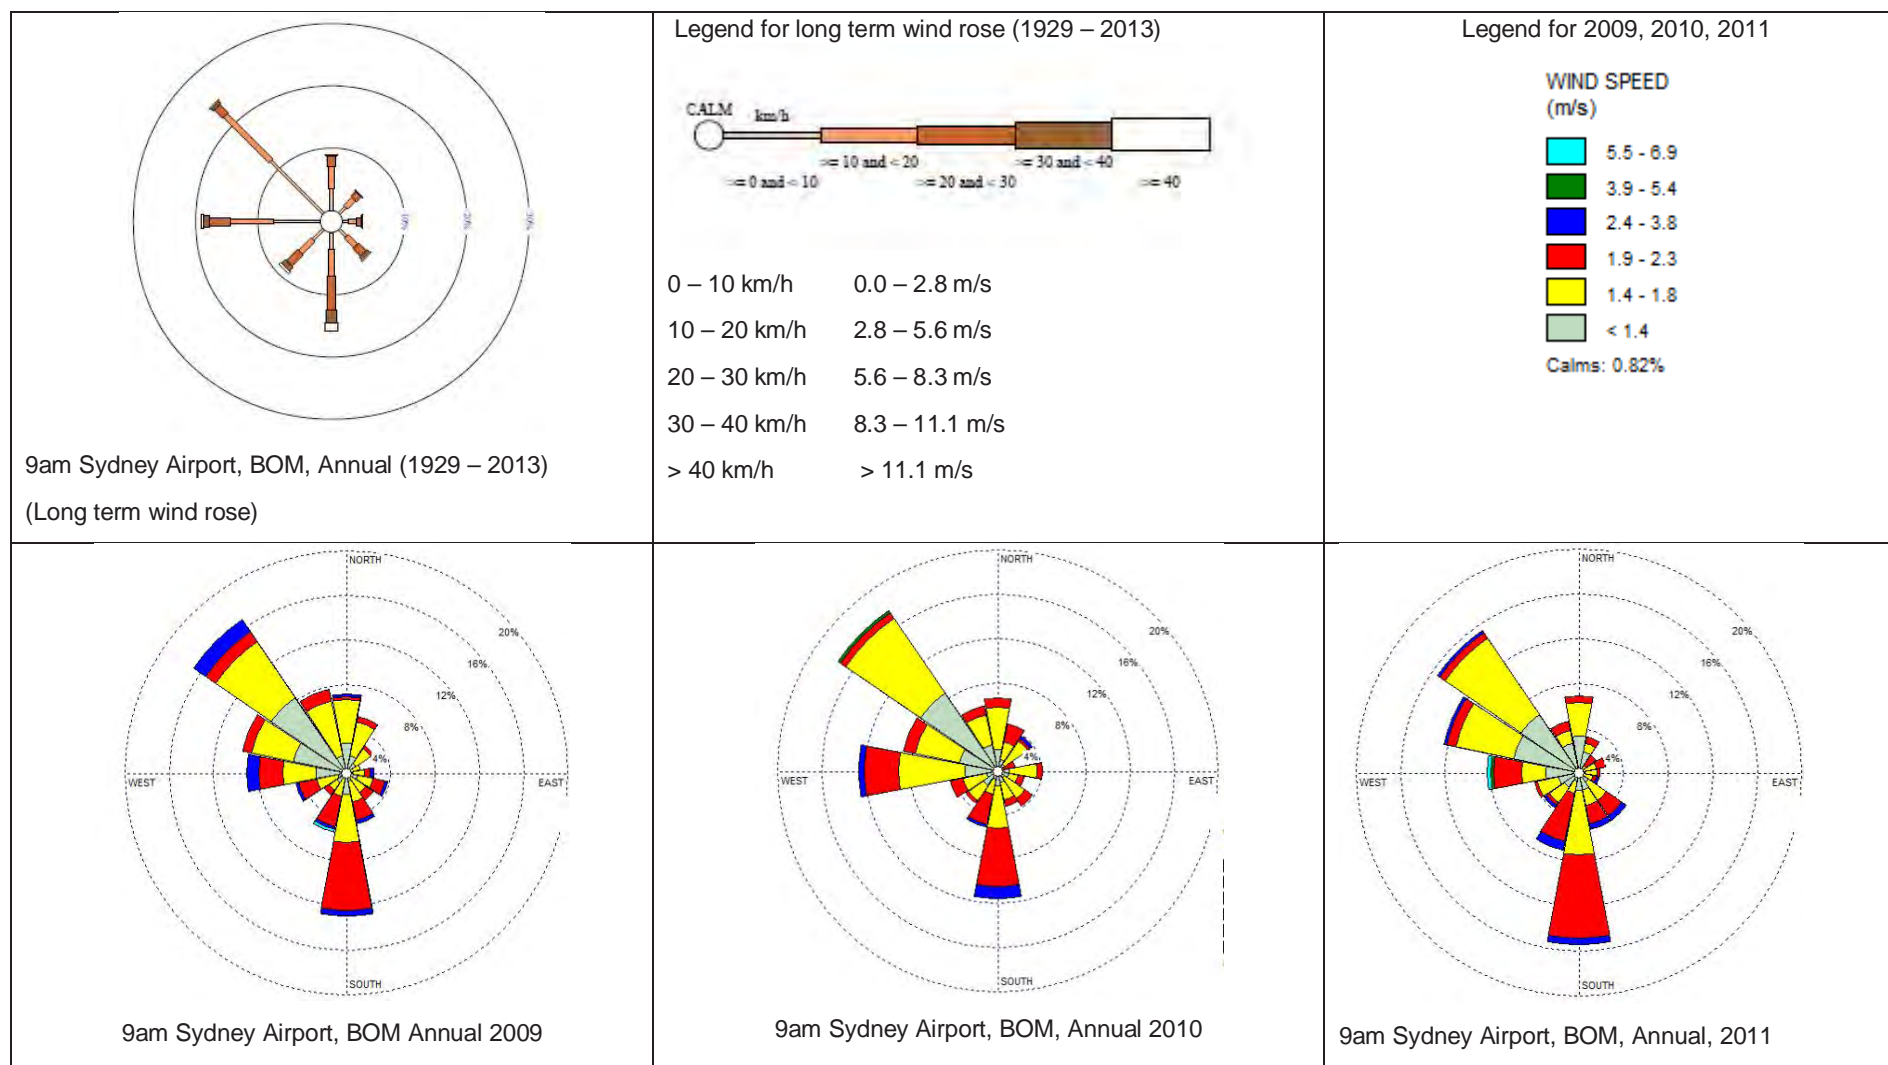 10%
20%
30%
9am Sydney Airport, BOM, Annual (1929 – 2013)
(Long term wind rose)
Legend for long term wind rose (1929 – 2013)
CALM
km/h
>= 10 and < 20
>= 30 and < 40
>= 0 and < 10
>= 20 and < 30
>= 40
0 – 10 km/h 0.0 – 2.8 m/s
10 – 20 km/h 2.8 – 5.6 m/s
20 – 30 km/h 5.6 – 8.3 m/s
30 – 40 km/h 8.3 – 11.1 m/s
> 40 km/h > 11.1 m/s
Legend for 2009, 2010, 2011
WIND SPEED
(m/s)
5.5 - 6.9
3.9 - 5.4
2.4 - 3.8
1.9 - 2.3
1.4 - 1.8
< 1.4
Calms: 0.82%
NORTH
20%
16%
12%
8%
4%
WEST
EAST
SOUTH
9am Sydney Airport, BOM Annual 2009
NORTH
20%
16%
12%
8%
4%
WEST
EAST
SOUTH
9am Sydney Airport, BOM, Annual 2010
NORTH
20%
16%
12%
8%
4%
WEST
EAST
SOUTH
9am Sydney Airport, BOM, Annual, 2011